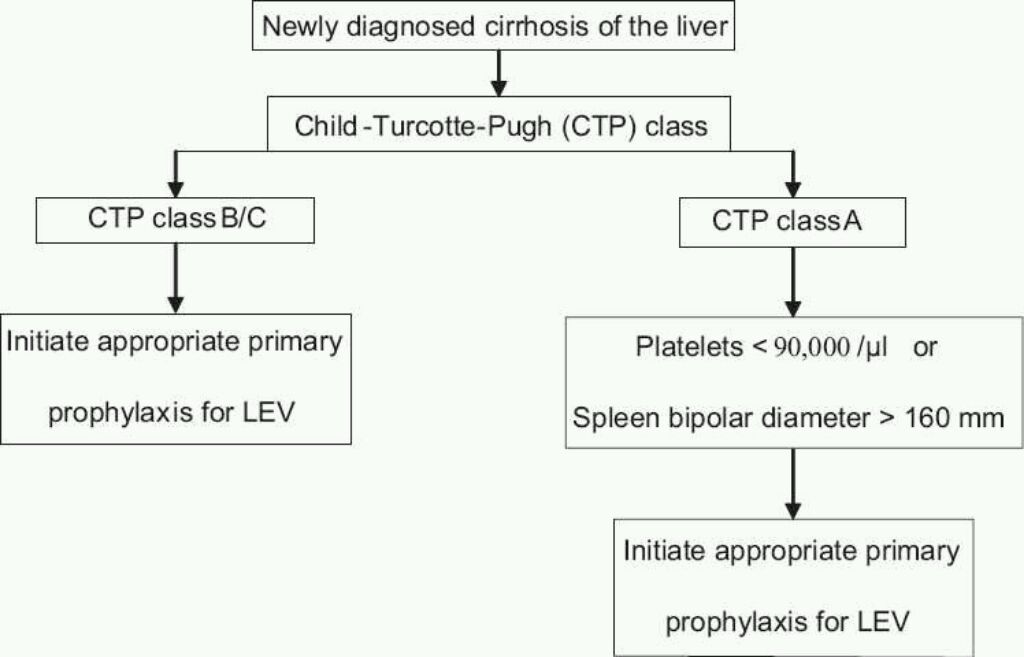 Newly diagnosed cirrhosis of the liver
Child-Turcotte-Pugh (CTP) class
CTP class B/C
CTP class A
Initiate appropriate primary
prophylaxis for LEV
Platelets < 90,000 /µl or
Spleen bipolar diameter > 160 mm
Initiate appropriate primary
prophylaxis for LEV